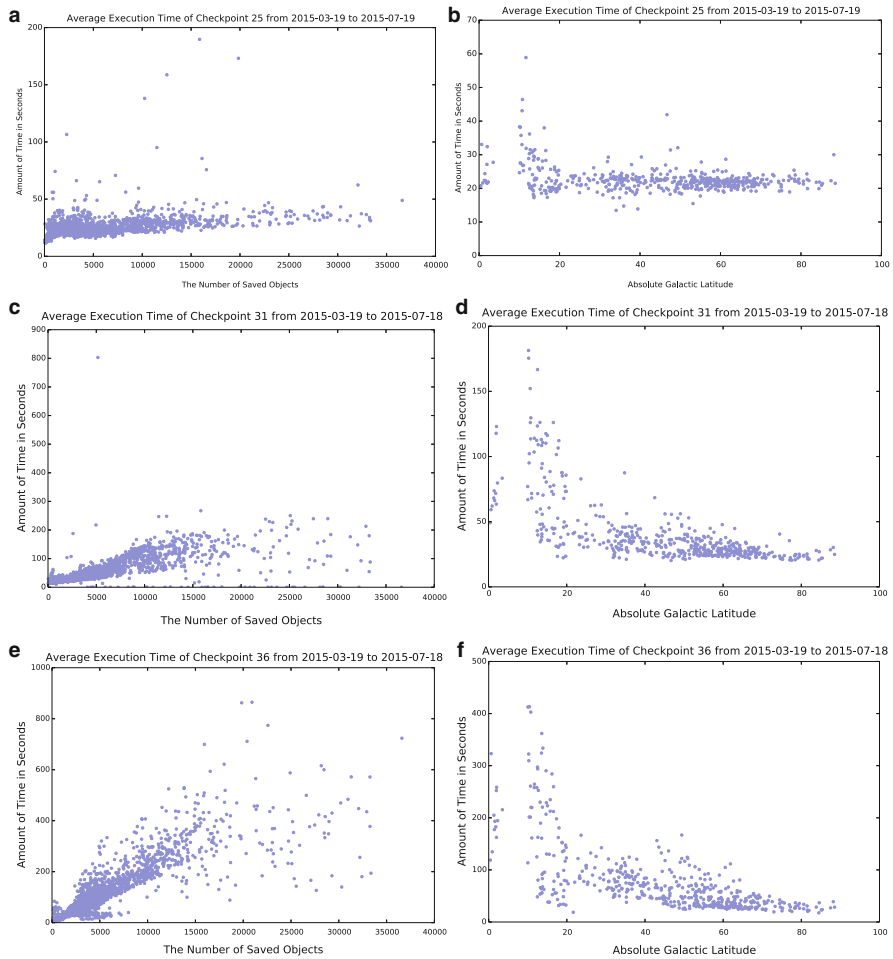 a
Average Execution Time of Checkpoint 25 from 2015-03-19 to 2015-07-19
Amount of Time in Seconds
200
150
100
50
0
0 5000 10000 15000 20000 25000 30000 35000 40000
The Number of Saved Objects
b
Average Execution Time of Checkpoint 25 from 2015-03-19 to 2015-07-19
Amount of Time in Seconds
70
60
50
40
30
20
10
0
0 20 40 60 80 100
Absolute Galactic Latitude
c
Average Execution Time of Checkpoint 31 from 2015-03-19 to 2015-07-18
Amount of Time in Seconds
900
800
700
600
500
400
300
200
100
0
0 5000 10000 15000 20000 25000 30000 35000 40000
The Number of Saved Objects
d
Average Execution Time of Checkpoint 31 from 2015-03-19 to 2015-07-18
Amount of Time in Seconds
200
150
100
50
0
0 20 40 60 80 100
Absolute Galactic Latitude
e
Average Execution Time of Checkpoint 36 from 2015-03-19 to 2015-07-18
Amount of Time in Seconds
1000
800
600
400
200
0
0 5000 10000 15000 20000 25000 30000 35000 40000
The Number of Saved Objects
f
Average Execution Time of Checkpoint 36 from 2015-03-19 to 2015-07-18
Amount of Time in Seconds
500
400
300
200
100
0
0 20 40 60 80 100
Absolute Galactic Latitude